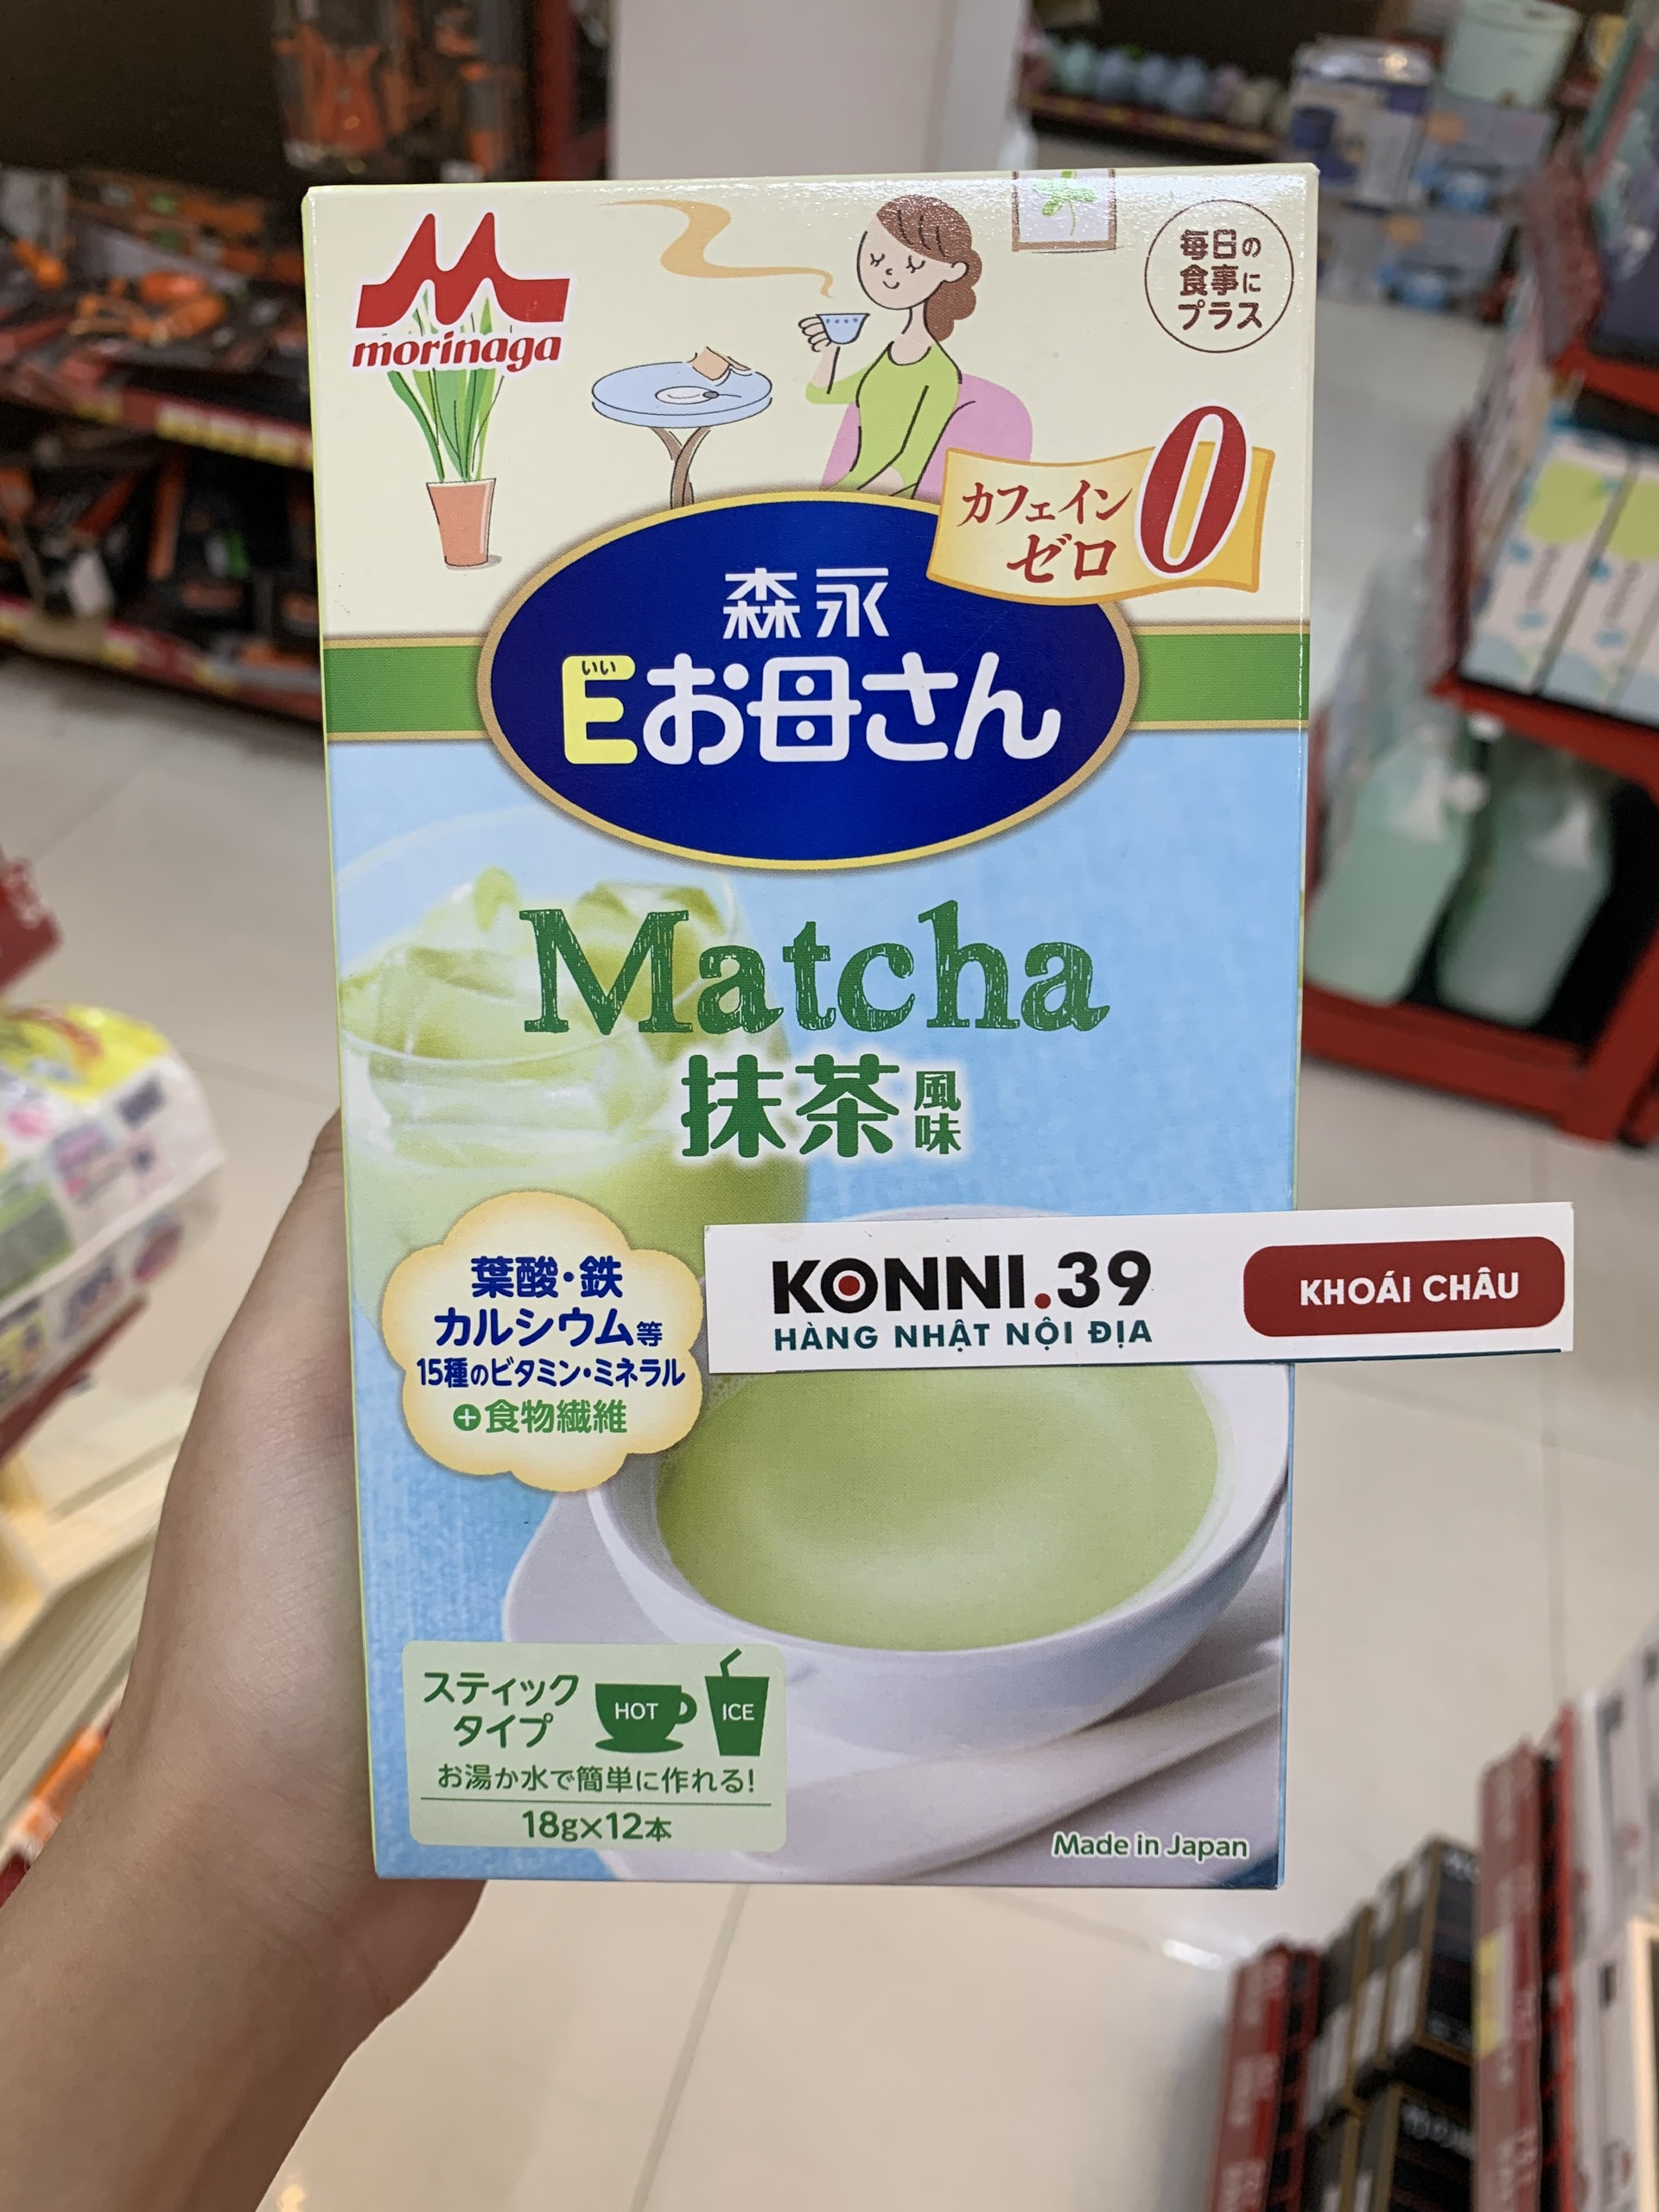 morinaga
毎日の
食事に
プラス
カフェイン
ゼロ
0
森永
いい
Eお母さん
Matcha
抹茶風味
葉酸・鉄
カルシウム等
15種のビタミン・ミネラル
+食物繊維
KONNI.39
HÀNG NHẬT NỘI ĐỊA
KHOÁI CHÂU
スティック
タイプ
HOT
ICE
お湯か水で簡単に作れる!
18g×12本
Made in Japan